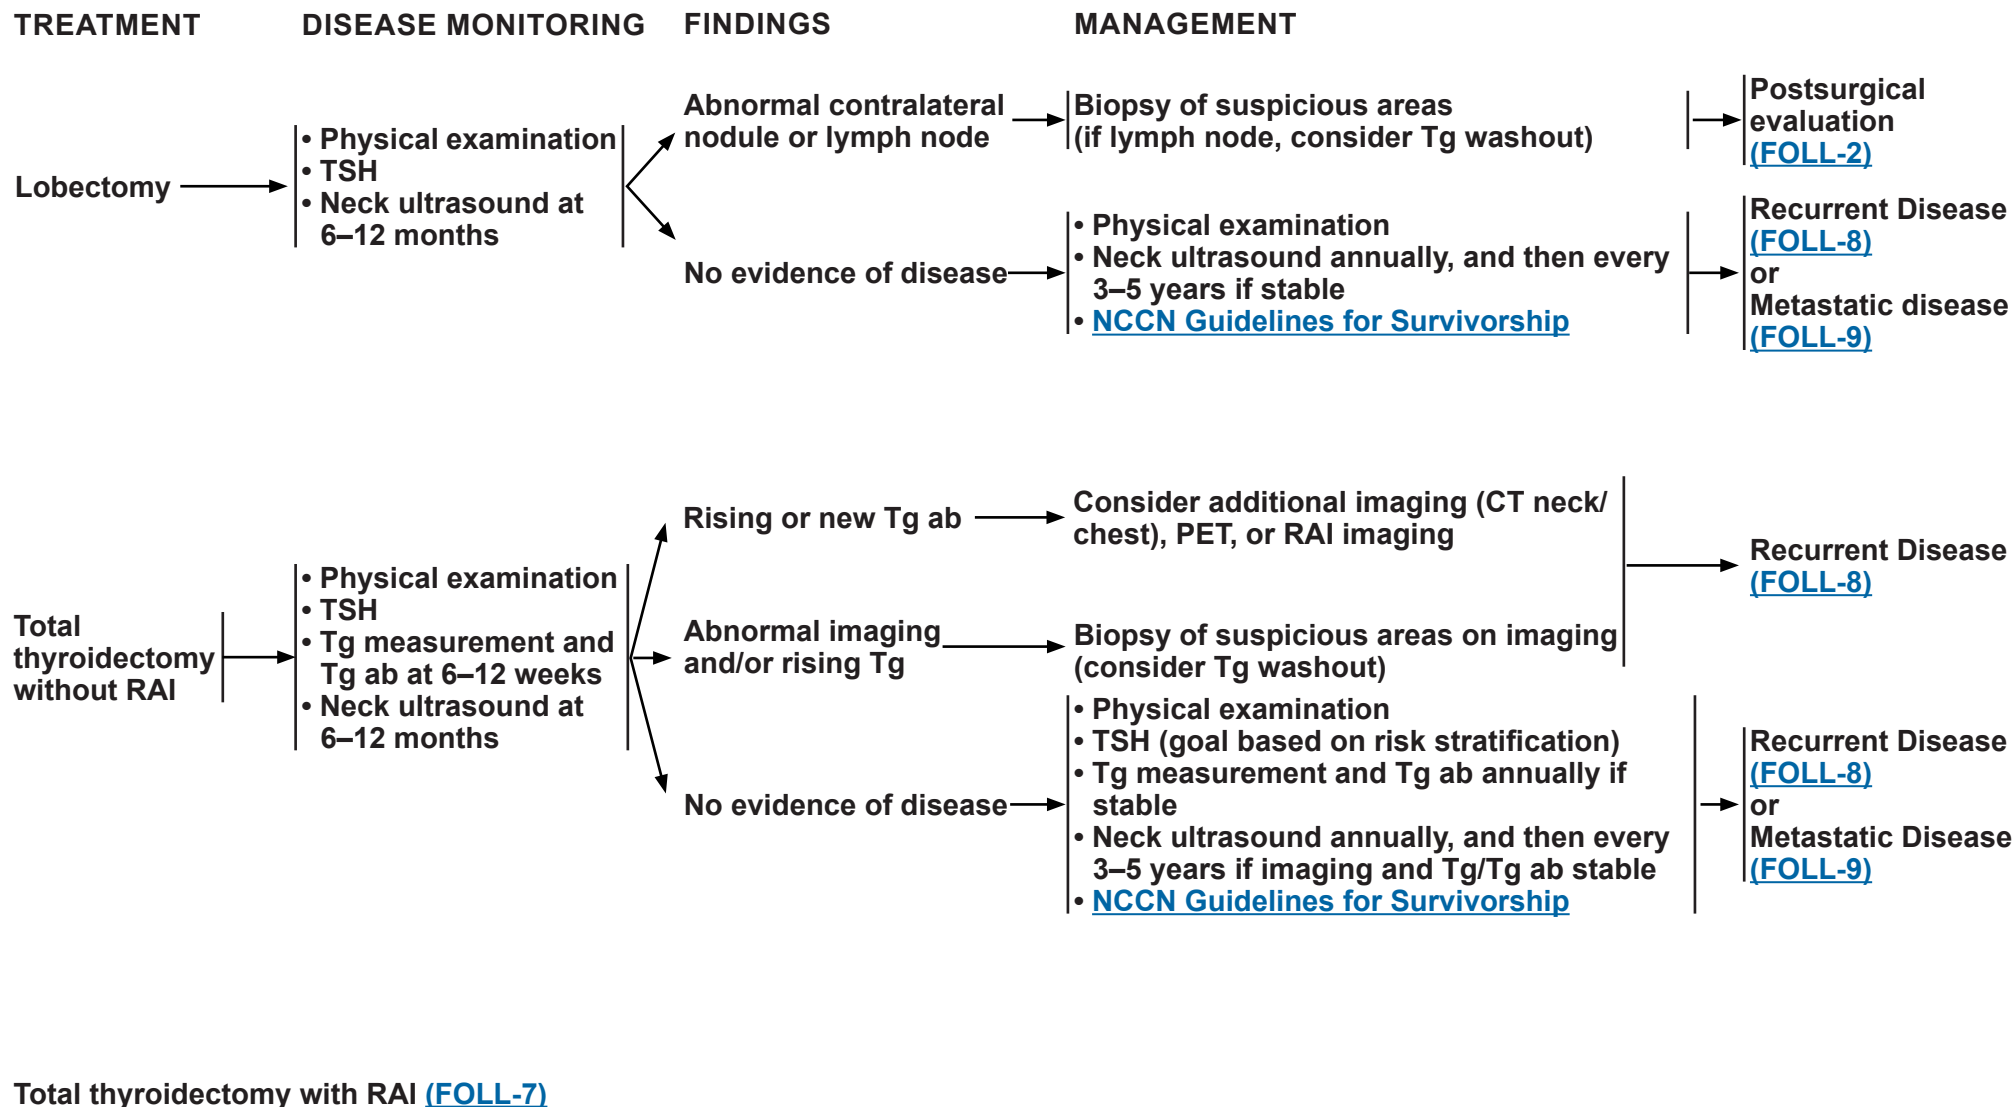 TREATMENT
DISEASE MONITORING
FINDINGS
MANAGEMENT
Lobectomy
• Physical examination
• TSH
• Neck ultrasound at
6–12 months
Abnormal contralateral
nodule or lymph node
Biopsy of suspicious areas
(if lymph node, consider Tg washout)
Postsurgical
evaluation
(FOLL-2)
No evidence of disease
• Physical examination
• Neck ultrasound annually, and then every
3–5 years if stable
• NCCN Guidelines for Survivorship
Recurrent Disease
(FOLL-8)
or
Metastatic disease
(FOLL-9)
Total
thyroidectomy
without RAI
• Physical examination
• TSH
• Tg measurement and
Tg ab at 6–12 weeks
• Neck ultrasound at
6–12 months
Rising or new Tg ab
Consider additional imaging (CT neck/
chest), PET, or RAI imaging
Abnormal imaging
and/or rising Tg
Biopsy of suspicious areas on imaging
(consider Tg washout)
Recurrent Disease
(FOLL-8)
No evidence of disease
• Physical examination
• TSH (goal based on risk stratification)
• Tg measurement and Tg ab annually if
stable
• Neck ultrasound annually, and then every
3–5 years if imaging and Tg/Tg ab stable
• NCCN Guidelines for Survivorship
Recurrent Disease
(FOLL-8)
or
Metastatic Disease
(FOLL-9)
Total thyroidectomy with RAI (FOLL-7)